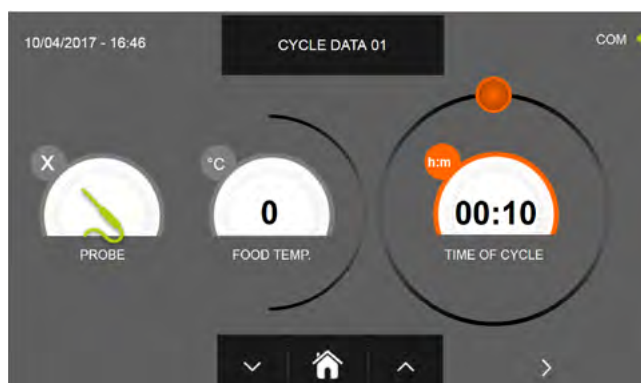 10/04/2017 - 16:46
CYCLE DATA 01
COM
X
°C
h:m
0
00:10
PROBE
FOOD TEMP.
TIME OF CYCLE